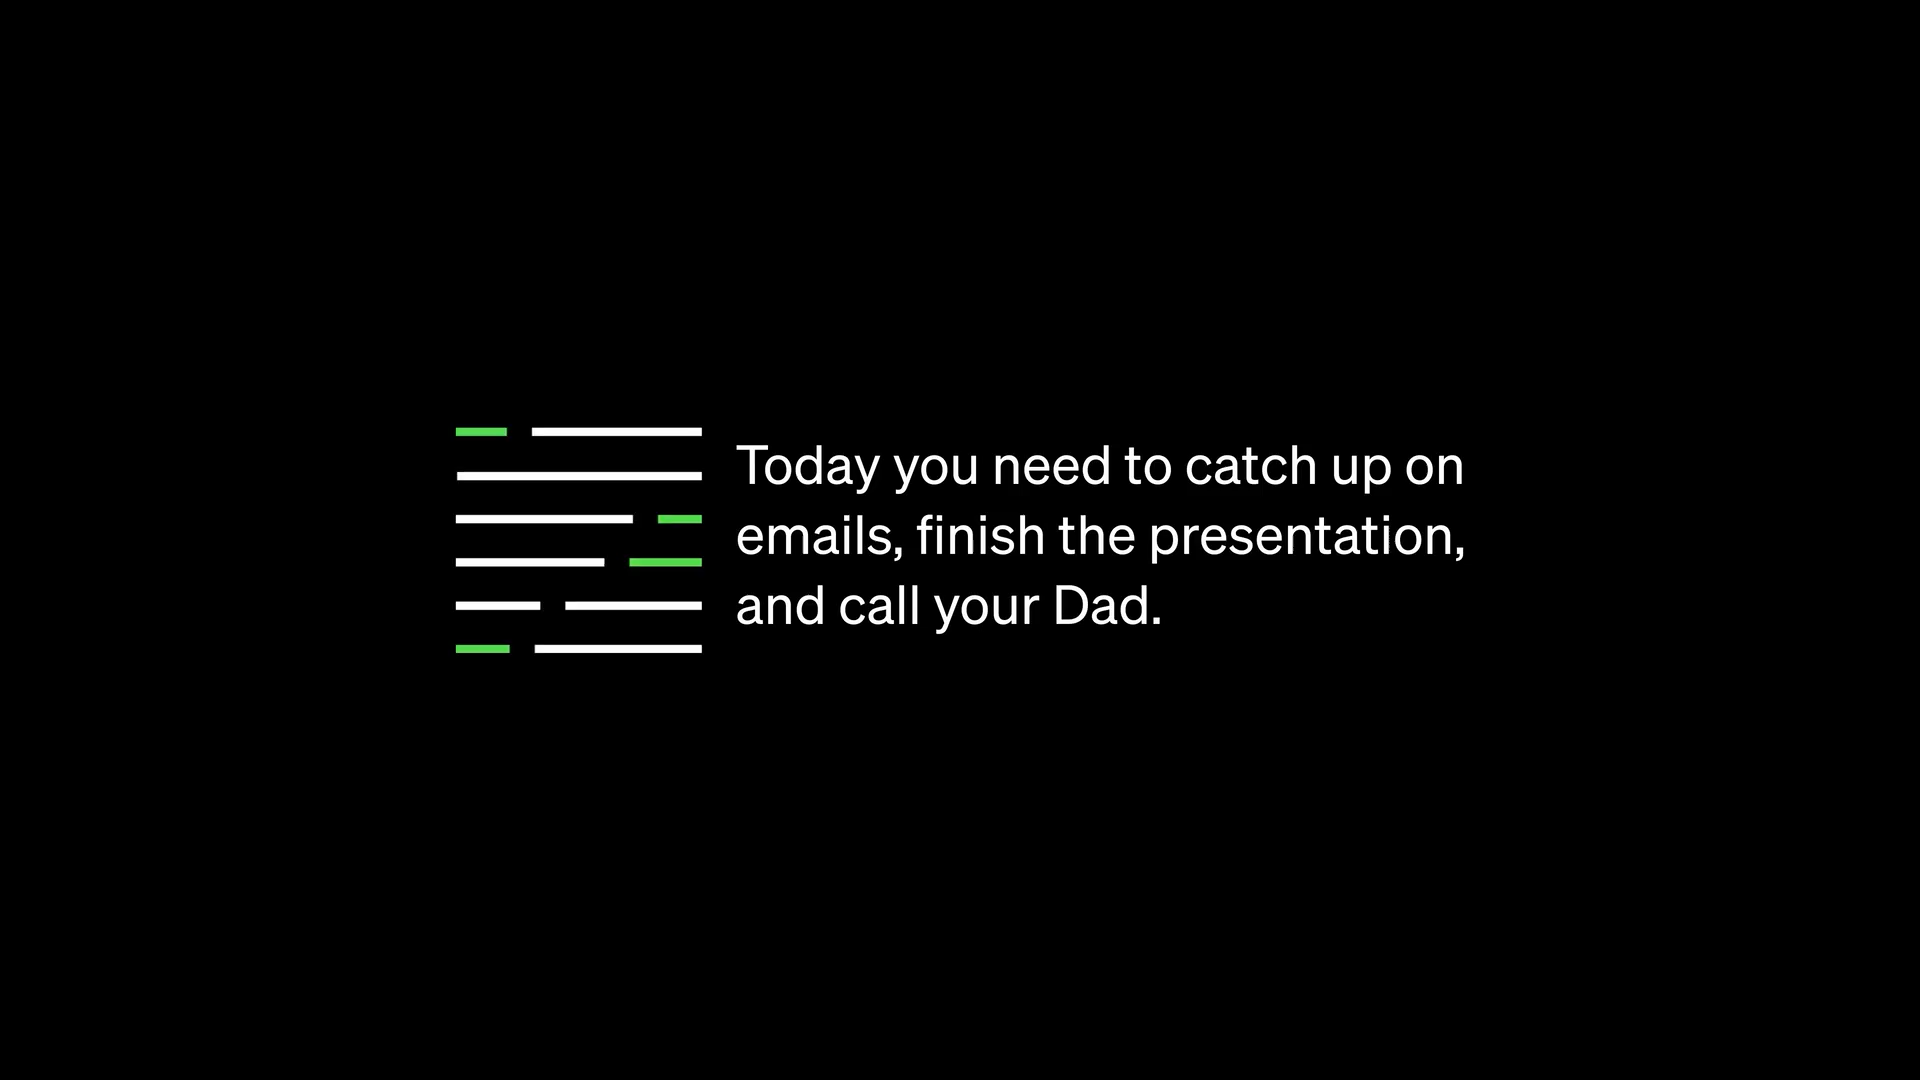 Today you need to catch up on
emails, finish the presentation,
and call your Dad.